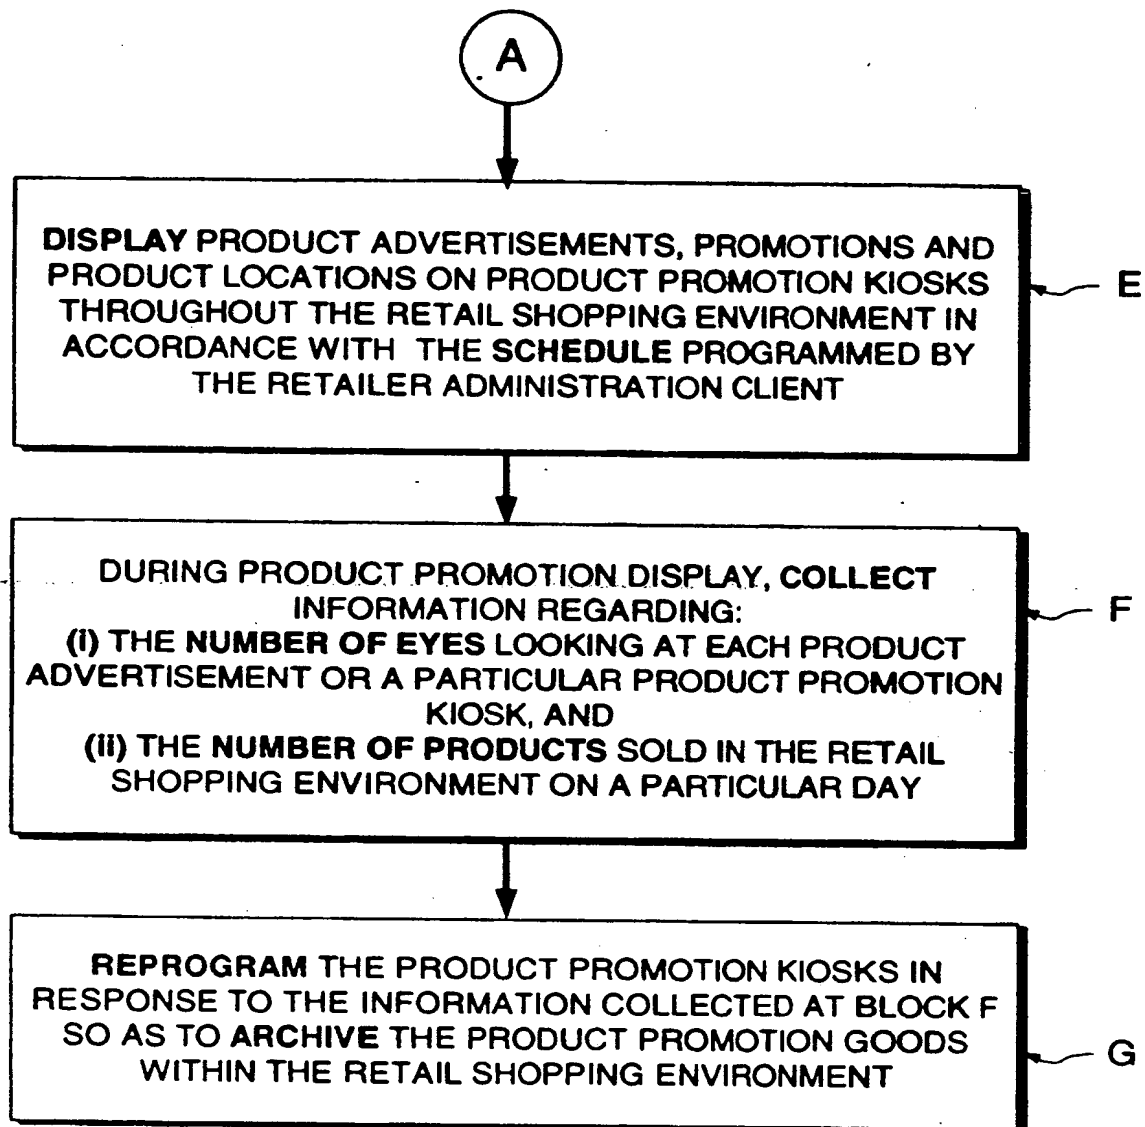 A
DISPLAY PRODUCT ADVERTISEMENTS, PROMOTIONS AND
PRODUCT LOCATIONS ON PRODUCT PROMOTION KIOSKS
THROUGHOUT THE RETAIL SHOPPING ENVIRONMENT IN
ACCORDANCE WITH THE SCHEDULE PROGRAMMED BY
THE RETAILER ADMINISTRATION CLIENT
E
DURING PRODUCT PROMOTION DISPLAY, COLLECT
INFORMATION REGARDING:
(i) THE NUMBER OF EYES LOOKING AT EACH PRODUCT
ADVERTISEMENT OR A PARTICULAR PRODUCT PROMOTION
KIOSK, AND
(ii) THE NUMBER OF PRODUCTS SOLD IN THE RETAIL
SHOPPING ENVIRONMENT ON A PARTICULAR DAY
F
REPROGRAM THE PRODUCT PROMOTION KIOSKS IN
RESPONSE TO THE INFORMATION COLLECTED AT BLOCK F
SO AS TO ARCHIVE THE PRODUCT PROMOTION GOODS
WITHIN THE RETAIL SHOPPING ENVIRONMENT
G